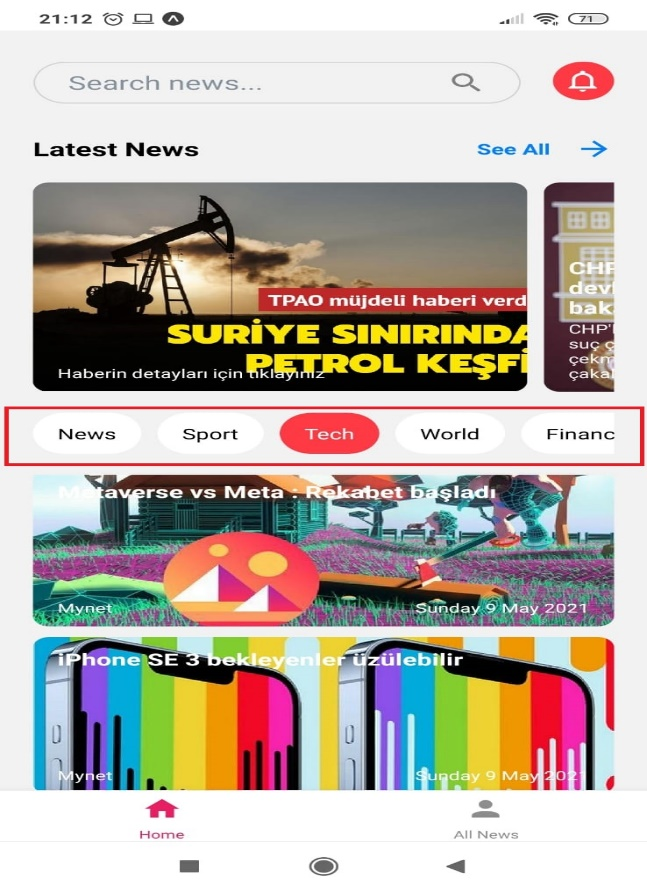 21:12
71
Search news...
Latest News
See All
TPAO müjdeli haberi verd
SURİYE SINIRINDA
PETROL KEŞFİ
Haberin detayları için tıklayınız
CHP
devl
bak
CHP'l
suç ç
çekm
çaka
News
Sport
Tech
World
Financ
Metaverse vs Meta : Rekabet başladı
Mynet
Sunday 9 May 2021
iPhone SE 3 bekleyenler üzülebilir
Mynet
Sunday 9 May 2021
Home
All News